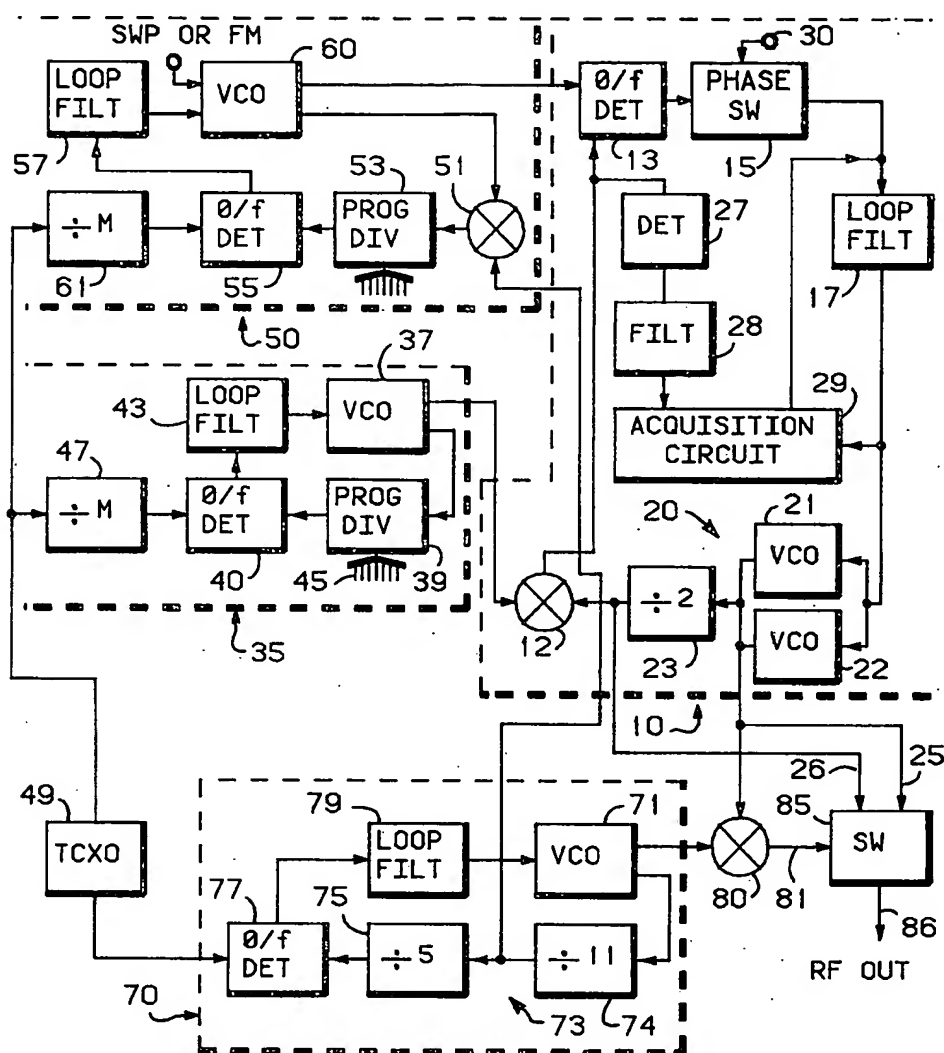 SWP OR FM
60
30
LOOP
FILT
VCO
0/f
DET
PHASE
SW
57
13
15
53
51
27
÷ M
0/f
DET
PROG
DIV
DET
LOOP
FILT
61
55
17
50
FILT
28
37
43
LOOP
FILT
VCO
29
ACQUISITION
CIRCUIT
47
÷ M
0/f
DET
PROG
DIV
20
21
VCO
40
45
39
÷ 2
12
23
VCO
22
35
10
26
25
49
79
71
85
TCXO
LOOP
FILT
VCO
SW
77
75
80
81
86
0/f
DET
÷ 5
÷ 11
RF OUT
70
73
74